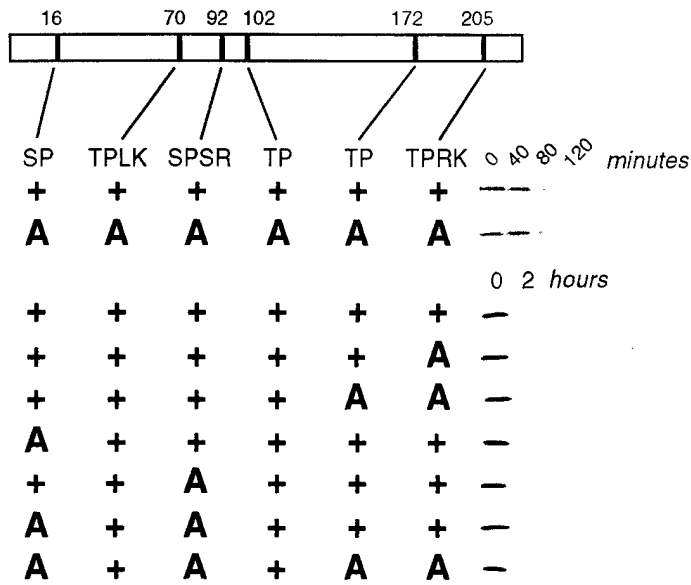 16 70 92 102 172 205
SP TPLK SPSR TP TP TPRK 0 40 80 120 minutes
+ + + + + +
A A A A A A
0 2 hours
+ + + + + +
+ + + + + A
+ + + + A A
A + + + + +
+ + A + + +
A + A + + +
A + A + A A